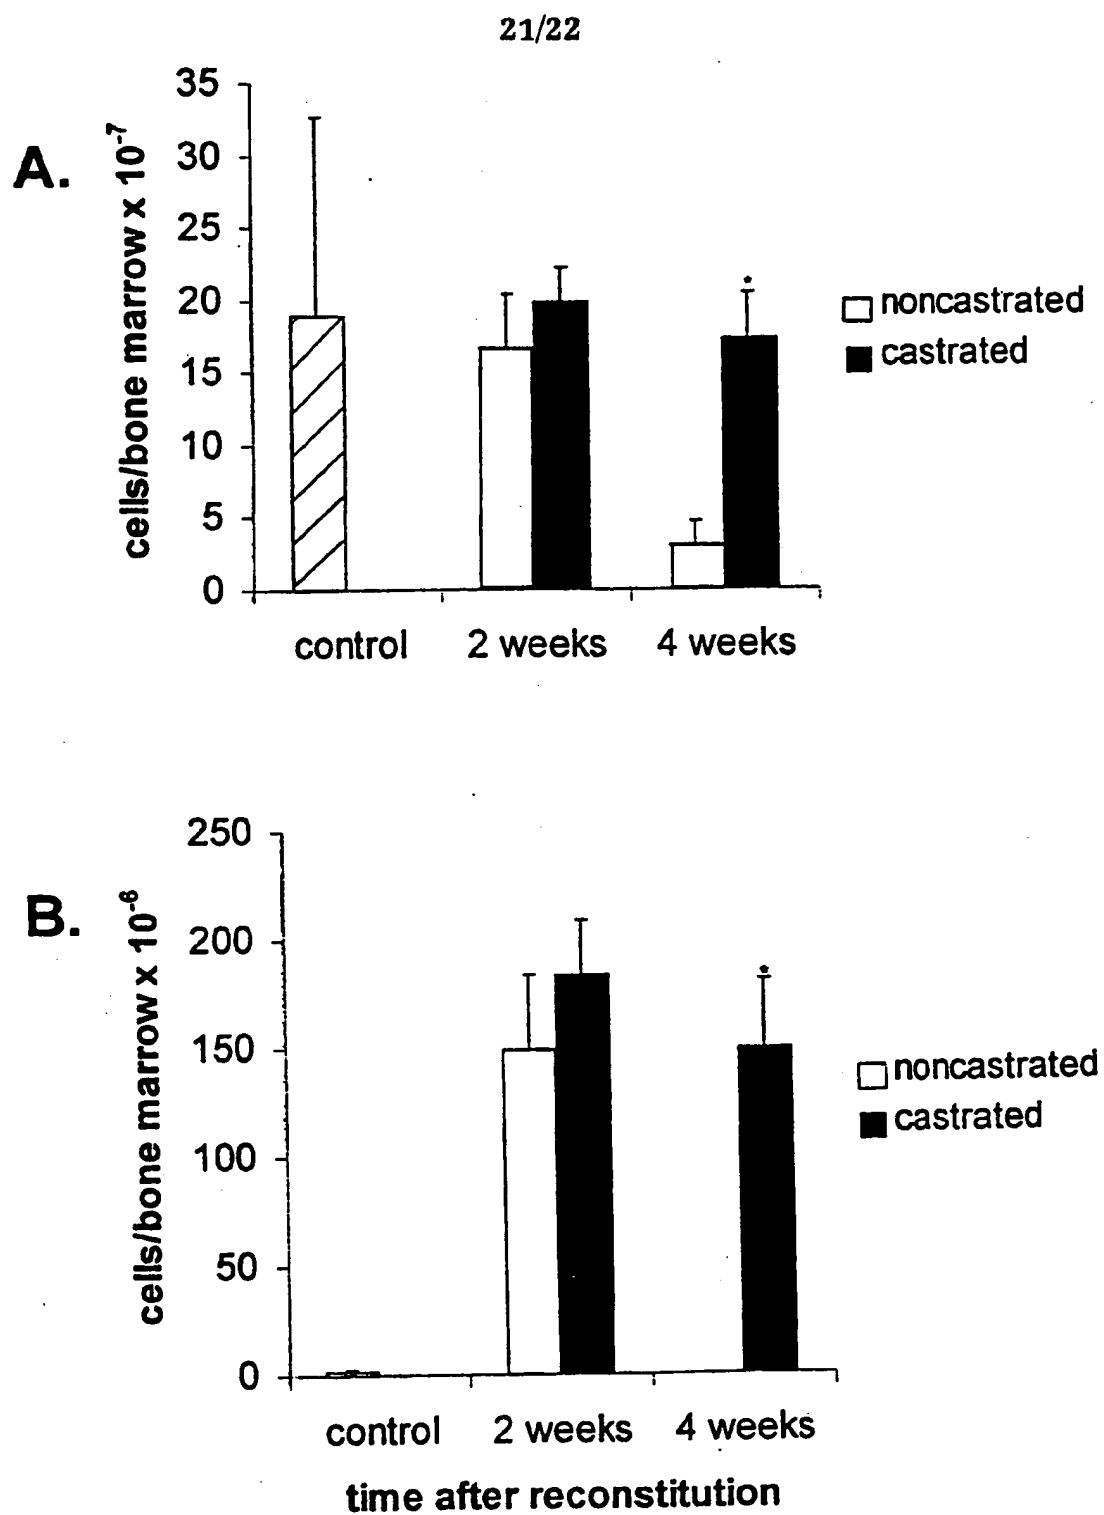 21/22
A.
cells/bone marrow x 10⁻⁷
35
30
25
20
15
10
5
0
*
control
2 weeks
4 weeks
noncastrated
castrated
B.
cells/bone marrow x 10⁻⁶
250
200
150
100
50
0
*
control
2 weeks
4 weeks
noncastrated
castrated
time after reconstitution